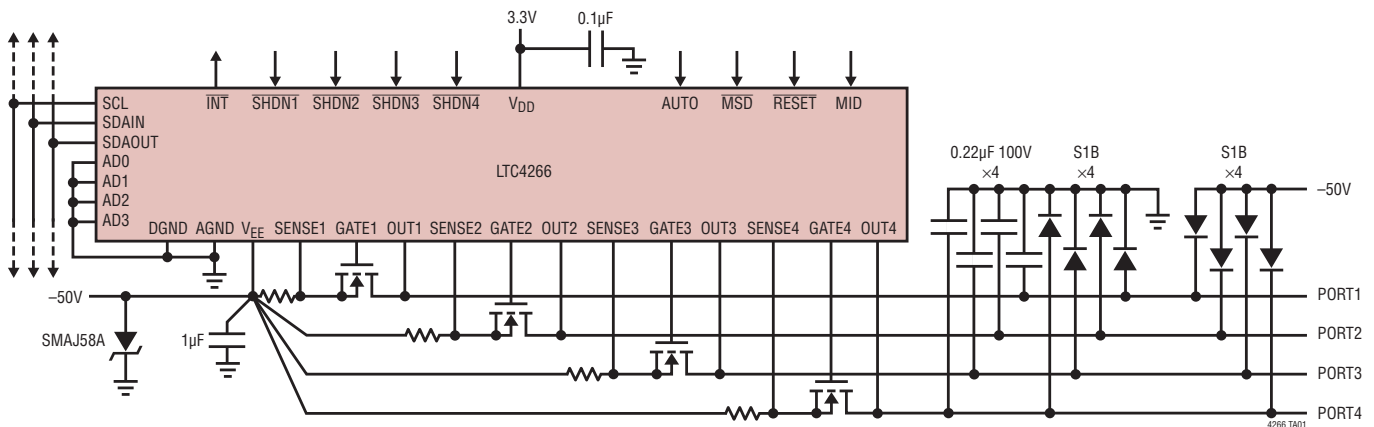 3.3V
0.1µF
INT
SHDN1
SHDN2
SHDN3
SHDN4
VDD
AUTO
MSD
RESET
MID
SCL
SDAIN
SDAOUT
AD0
AD1
AD2
AD3
LTC4266
DGND
AGND
VEE
SENSE1
GATE1
OUT1
SENSE2
GATE2
OUT2
SENSE3
GATE3
OUT3
SENSE4
GATE4
OUT4
0.22µF 100V
×4
S1B
×4
S1B
×4
–50V
–50V
SMAJ58A
1µF
PORT1
PORT2
PORT3
PORT4
4266 TA01